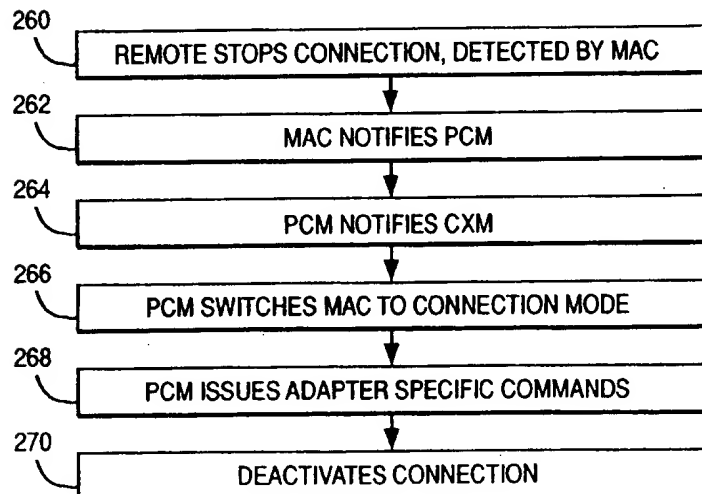 260
REMOTE STOPS CONNECTION, DETECTED BY MAC
262
MAC NOTIFIES PCM
264
PCM NOTIFIES CXM
266
PCM SWITCHES MAC TO CONNECTION MODE
268
PCM ISSUES ADAPTER SPECIFIC COMMANDS
270
DEACTIVATES CONNECTION